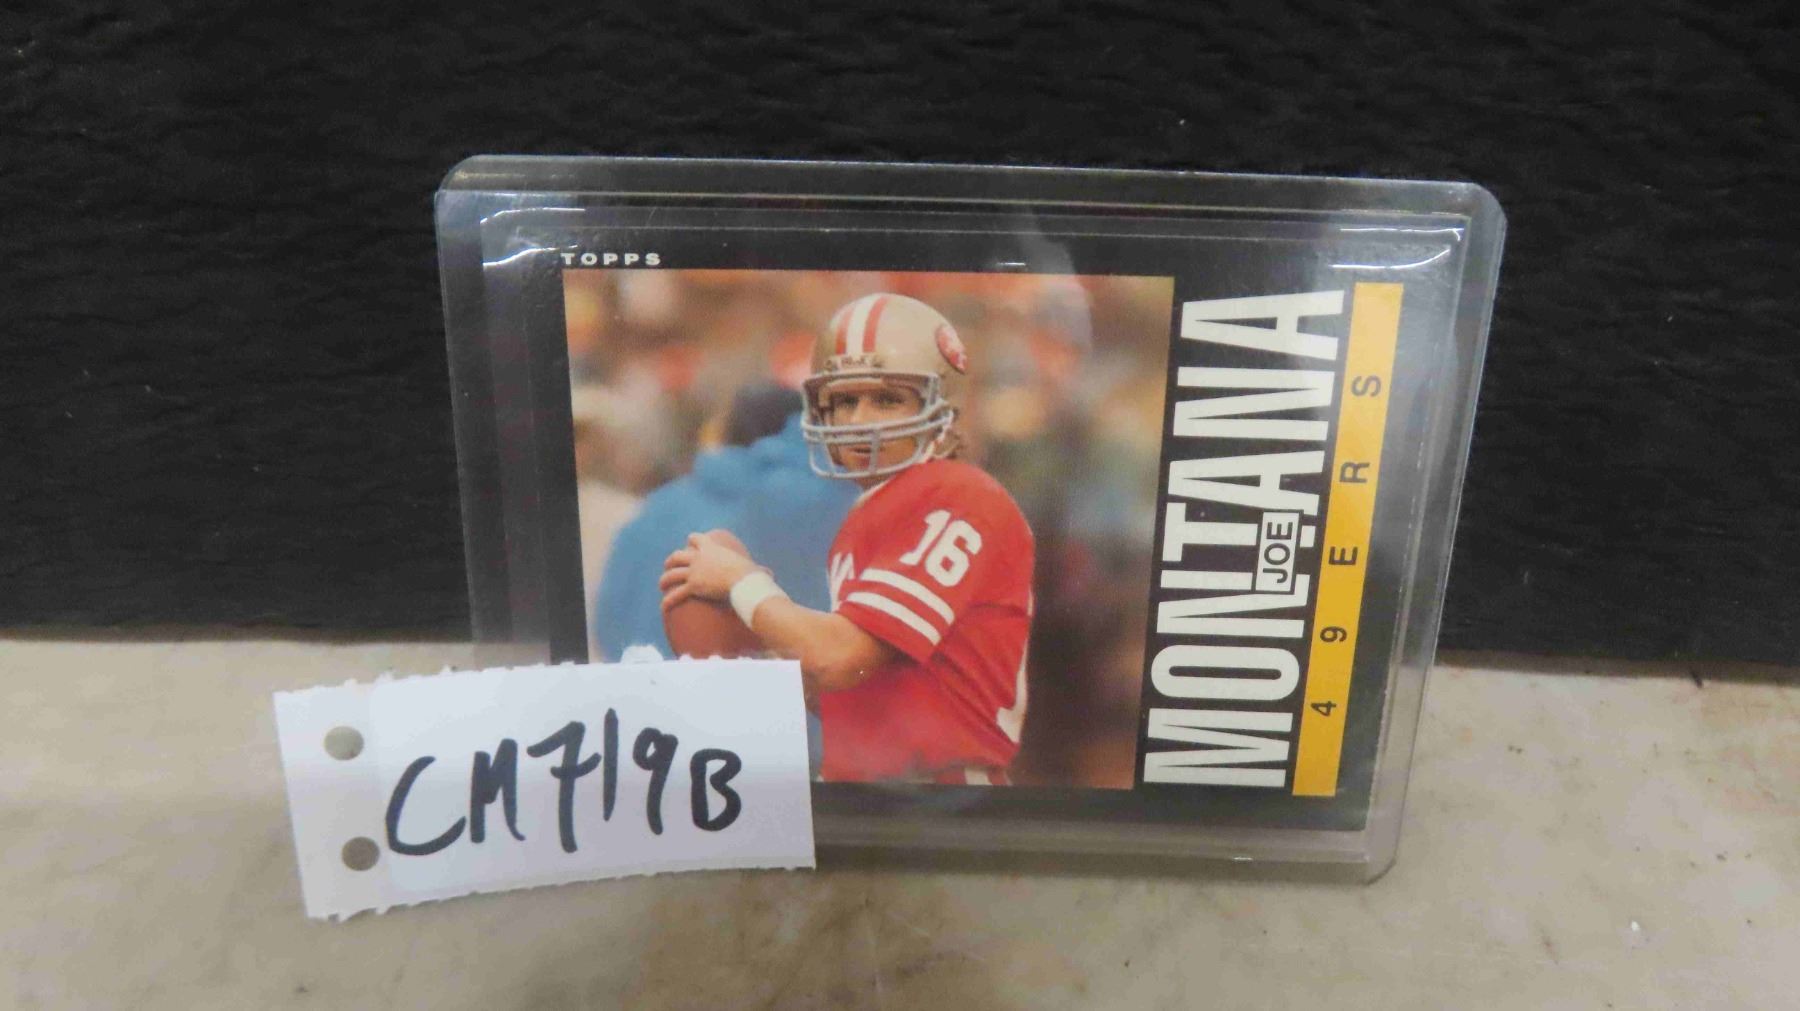 TOPPS
16
MONTANA
JOE
49ERS
CM719B